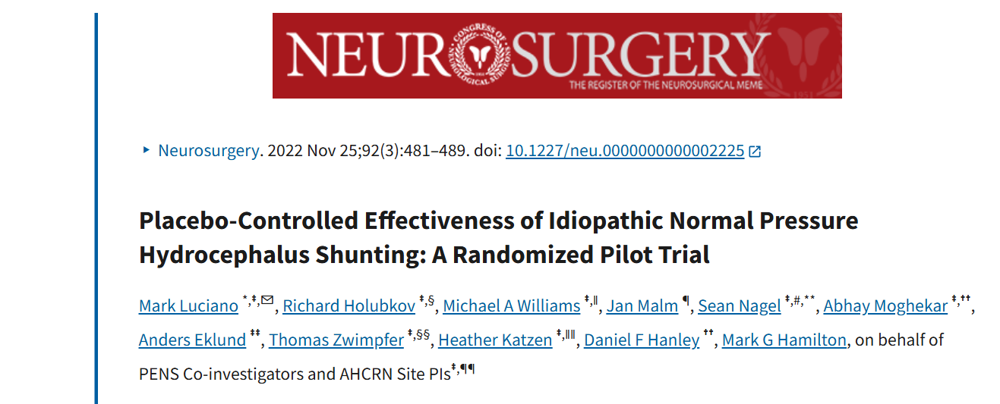 NEUROSURGERY
CONGRESS OF NEUROLOGICAL SURGEONS
THE REGISTER OF THE NEUROSURGICAL MEME
1951
Neurosurgery. 2022 Nov 25;92(3):481–489. doi: 10.1227/neu.0000000000002225
Placebo-Controlled Effectiveness of Idiopathic Normal Pressure
Hydrocephalus Shunting: A Randomized Pilot Trial
Mark Luciano *,‡,✉, Richard Holubkov ‡,§, Michael A Williams ‡,‖, Jan Malm ¶, Sean Nagel ‡,#,**, Abhay Moghekar ‡,††,
Anders Eklund ‡‡, Thomas Zwimpfer ‡,§§, Heather Katzen ‡,‖‖, Daniel F Hanley ††, Mark G Hamilton, on behalf of
PENS Co-investigators and AHCRN Site PIs‡,¶¶